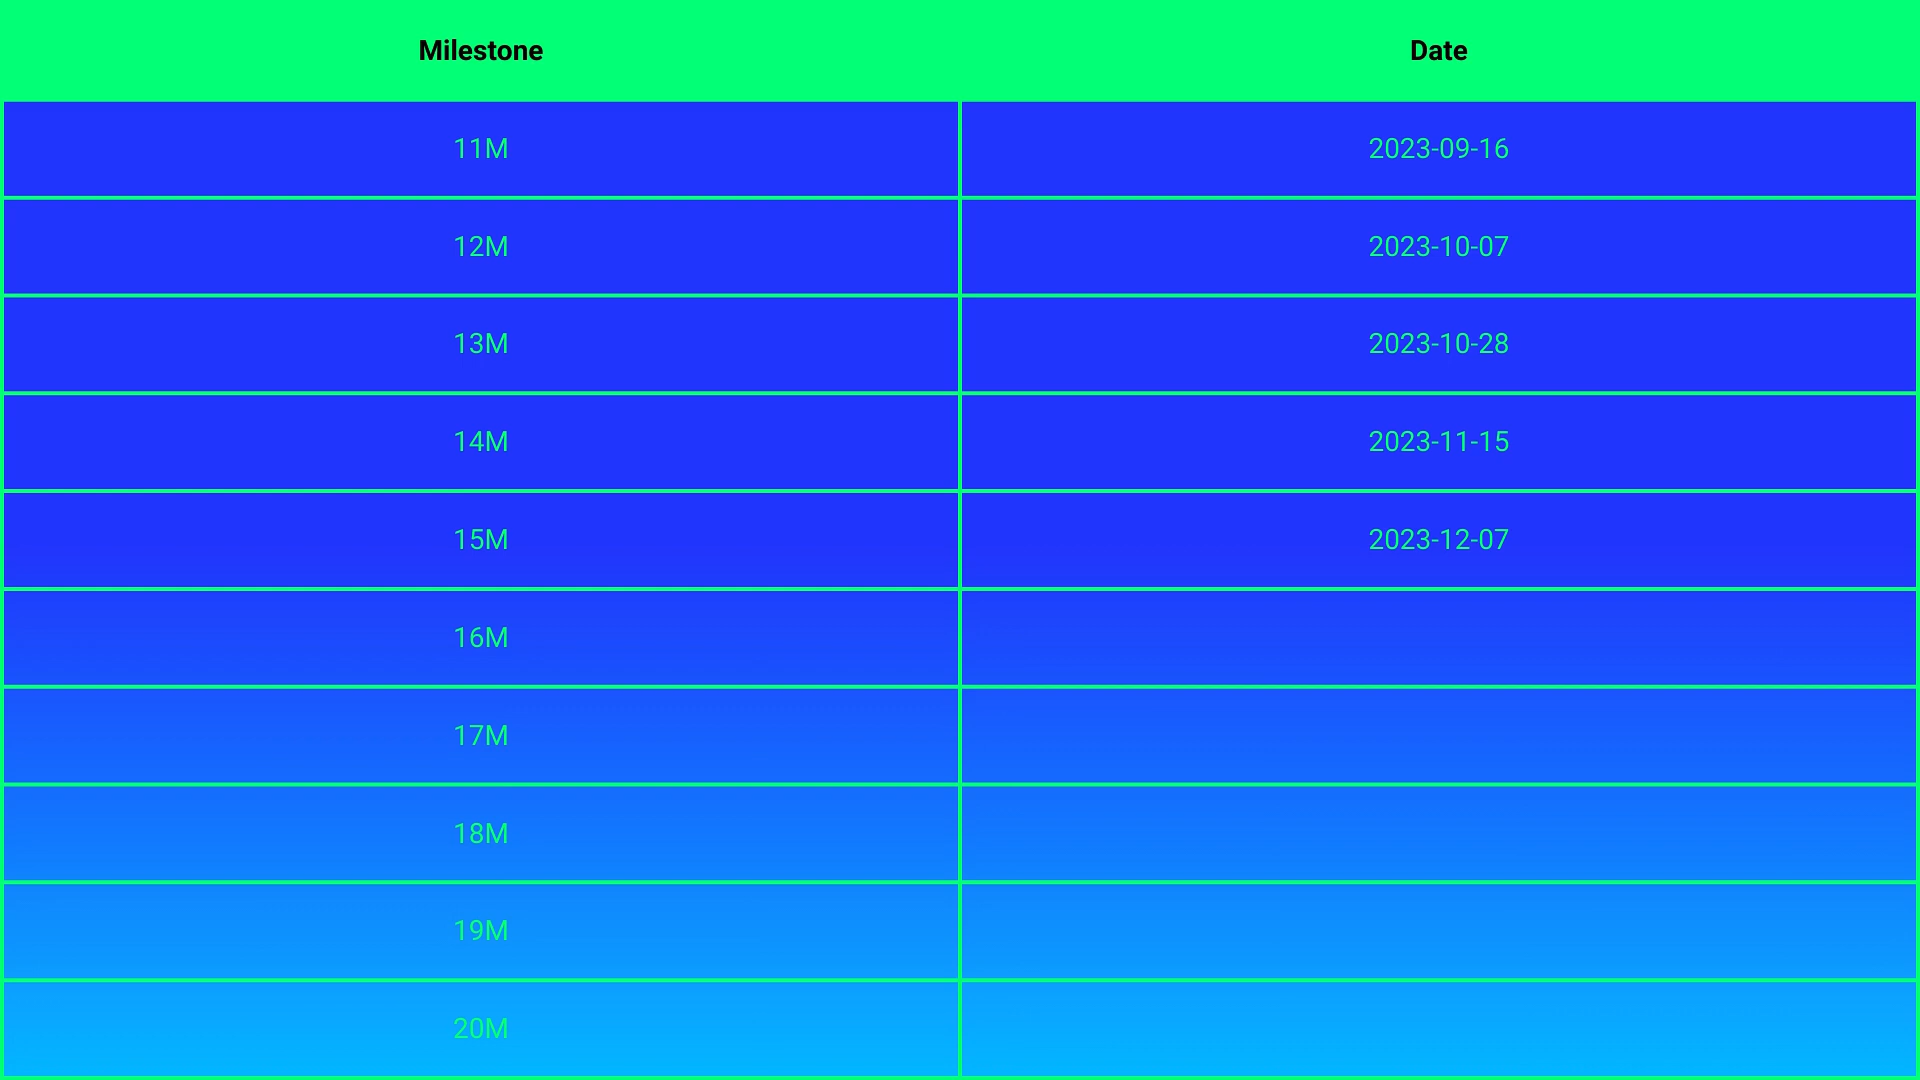 Milestone Date
11M 2023-09-16
12M 2023-10-07
13M 2023-10-28
14M 2023-11-15
15M 2023-12-07
16M
17M
18M
19M
20M